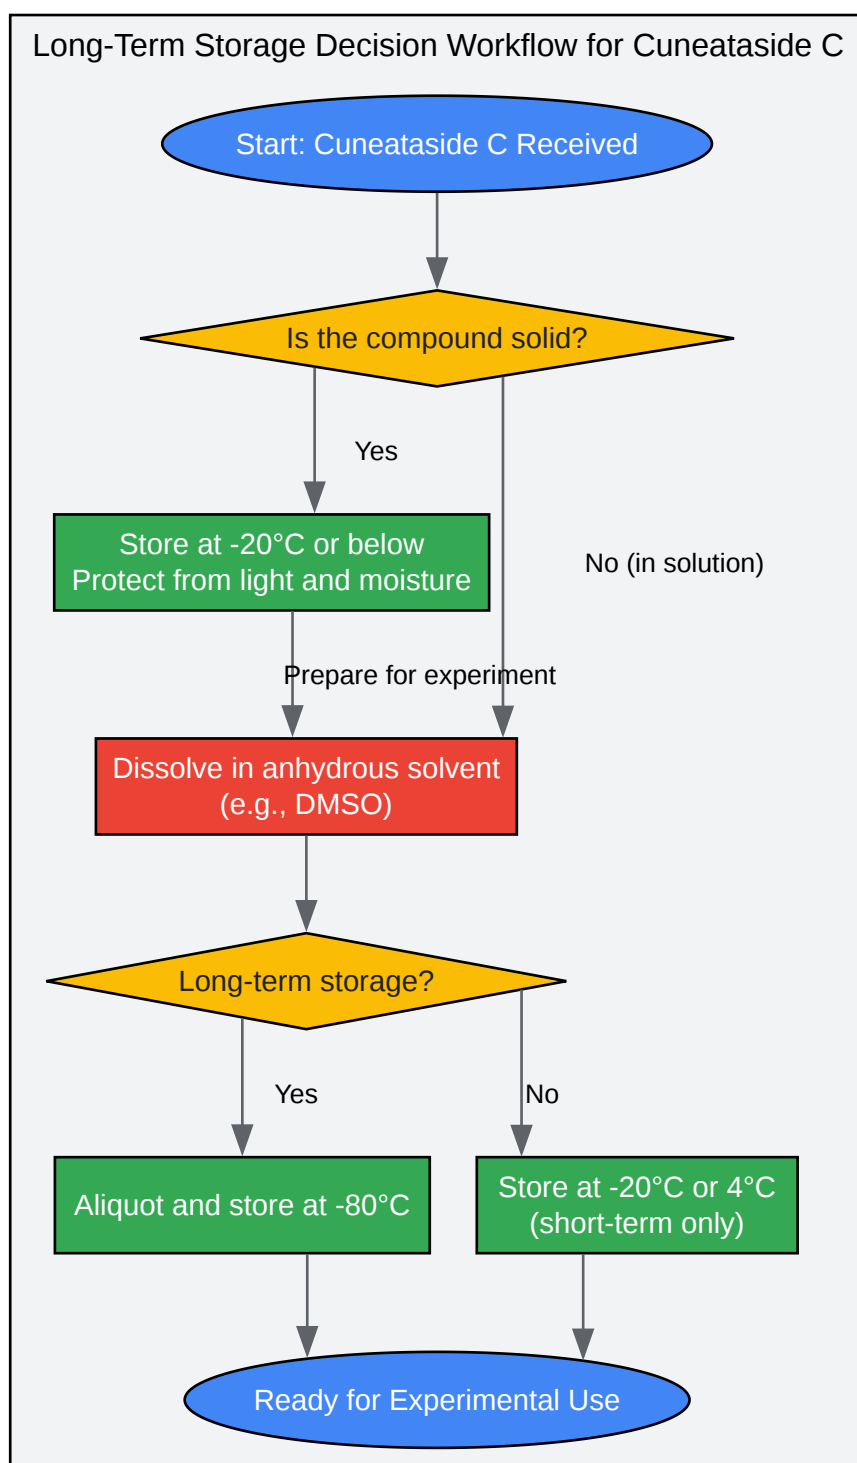 Long-Term Storage Decision Workflow for Cuneataside C
Start: Cuneataside C Received
Is the compound solid?
Yes
Store at -20°C or below
Protect from light and moisture
No (in solution)
Prepare for experiment
Dissolve in anhydrous solvent
(e.g., DMSO)
Long-term storage?
Yes
No
Aliquot and store at -80°C
Store at -20°C or 4°C
(short-term only)
Ready for Experimental Use